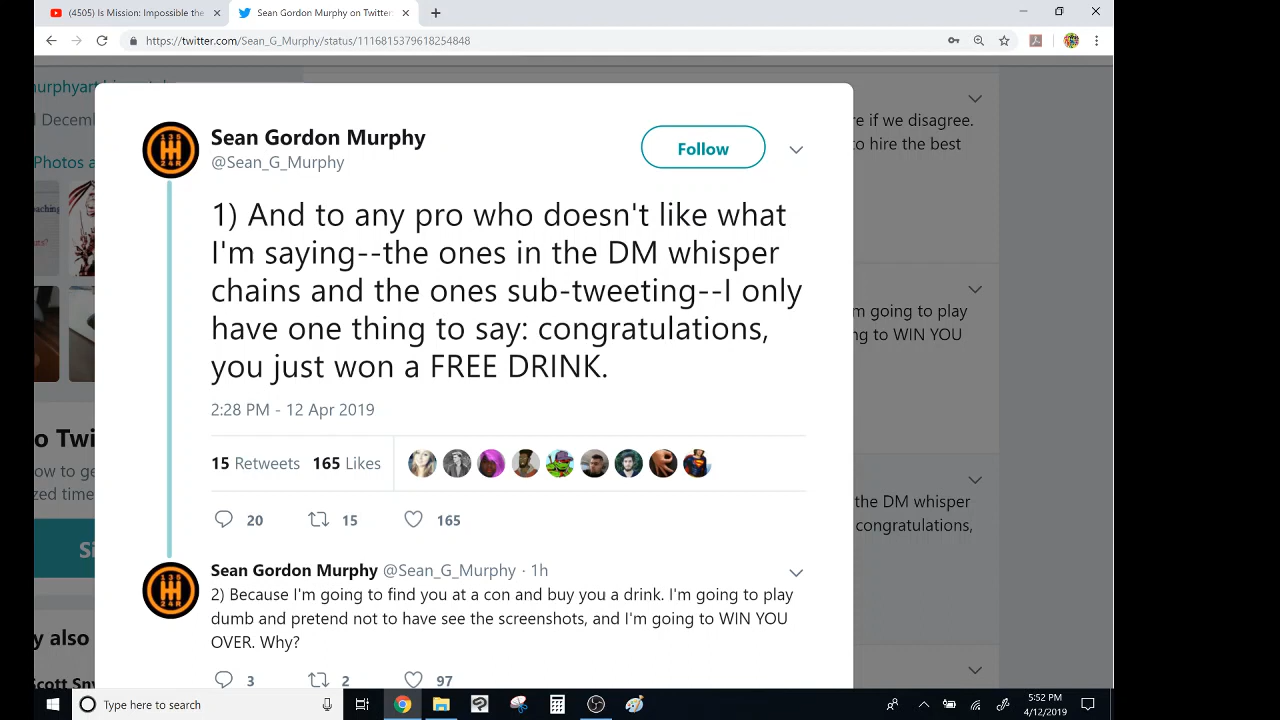 (4505) Is Mission: Impossible the
Sean Gordon Murphy on Twitter:
https://twitter.com/Sean_G_Murphy/status/1116815379618254848
Photos a
o Twi
ow to ge
zed time
Si
y also
Scott Sny
re if we disagree.
to hire the best
m going to play
ng to WIN YOU
the DM whisper
congratulations,
Sean Gordon Murphy
@Sean_G_Murphy
Follow
1) And to any pro who doesn't like what
I'm saying--the ones in the DM whisper
chains and the ones sub-tweeting--I only
have one thing to say: congratulations,
you just won a FREE DRINK.
2:28 PM - 12 Apr 2019
15 Retweets 165 Likes
20 15 165
Sean Gordon Murphy @Sean_G_Murphy · 1h
2) Because I'm going to find you at a con and buy you a drink. I'm going to play
dumb and pretend not to have see the screenshots, and I'm going to WIN YOU
OVER. Why?
3 2 97
Type here to search
5:52 PM
4/12/2019